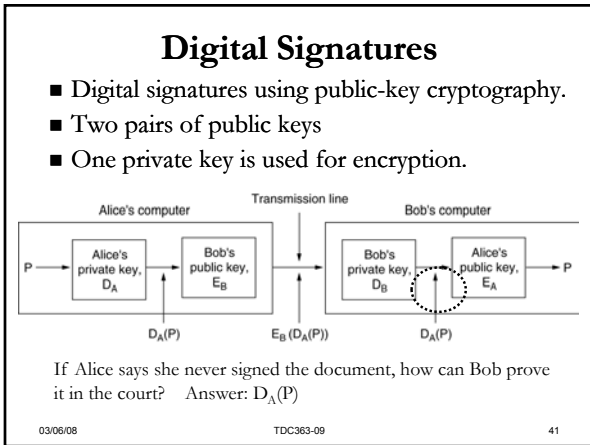 Digital Signatures
■ Digital signatures using public-key cryptography.
■ Two pairs of public keys
■ One private key is used for encryption.
Transmission line
Alice's computer
Bob's computer
P
Alice's
private key,
D_A
Bob's
public key,
E_B
Bob's
private key,
D_B
Alice's
public key,
E_A
P
D_A(P)
E_B (D_A(P))
D_A(P)
If Alice says she never signed the document, how can Bob prove
it in the court? Answer: D_A(P)
03/06/08
TDC363-09
41